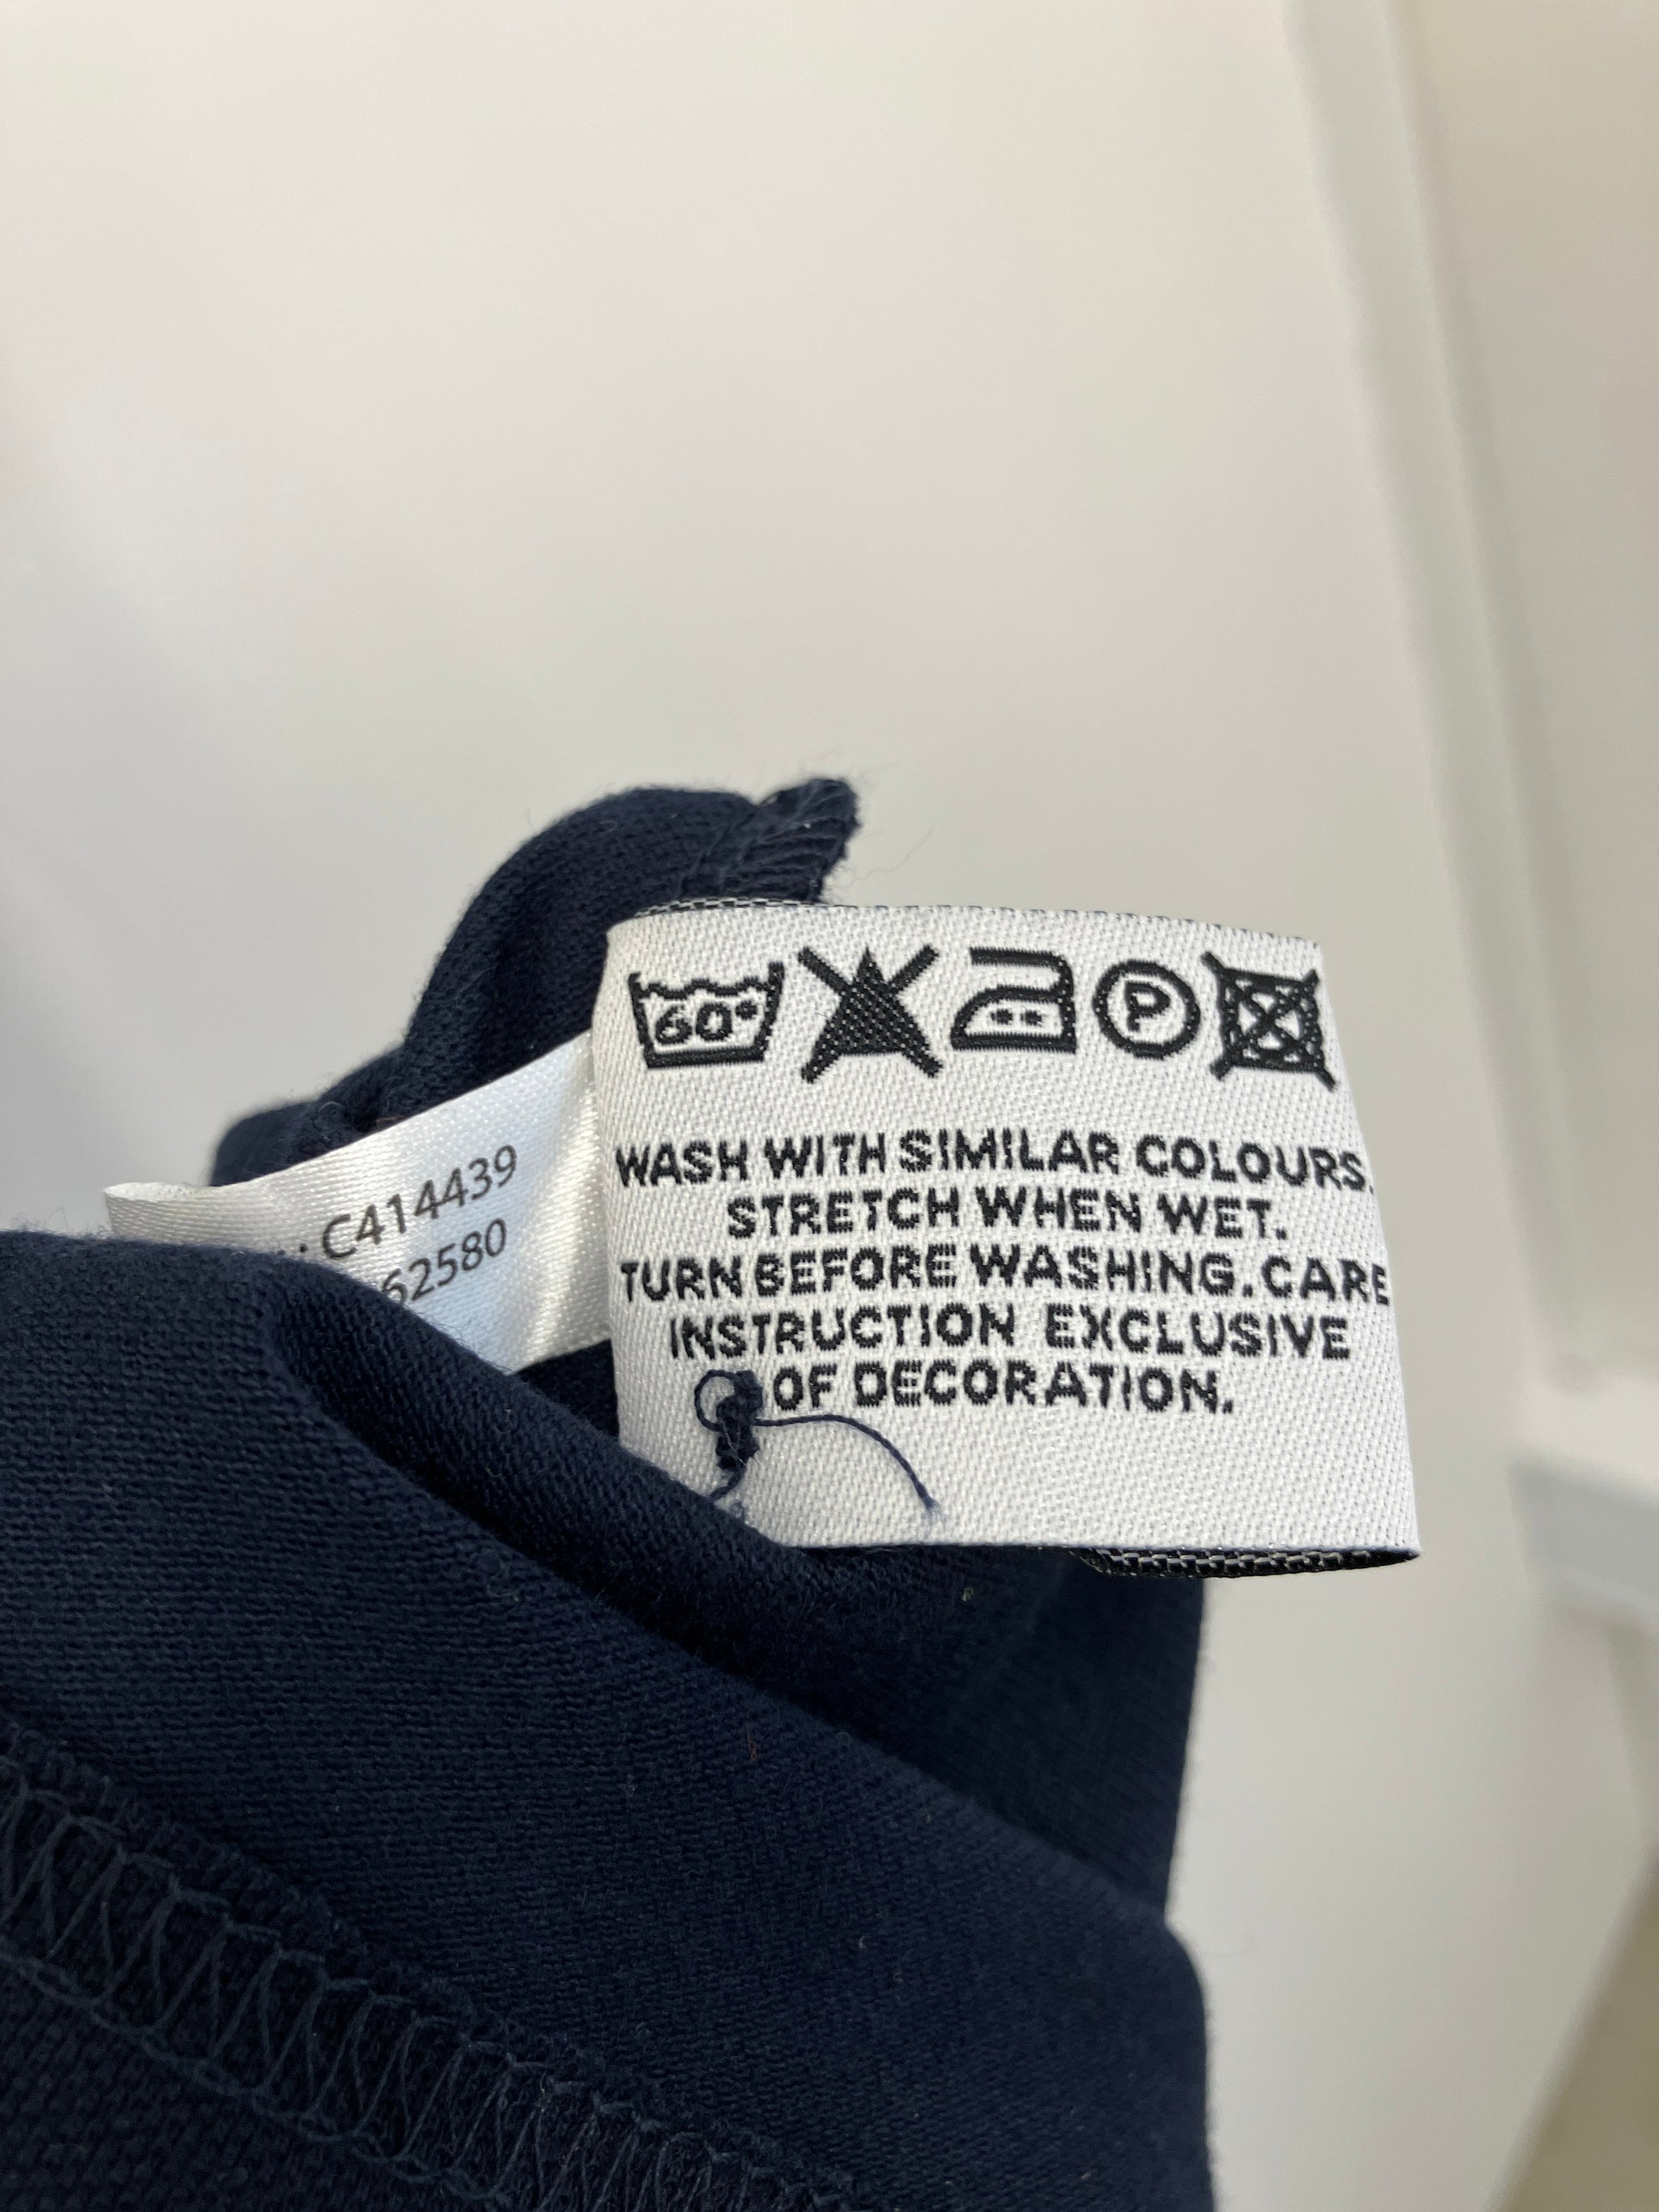 60°
P
WASH WITH SIMILAR COLOURS.
STRETCH WHEN WET.
TURN BEFORE WASHING. CARE
INSTRUCTION EXCLUSIVE
OF DECORATION.
: C414439
62580